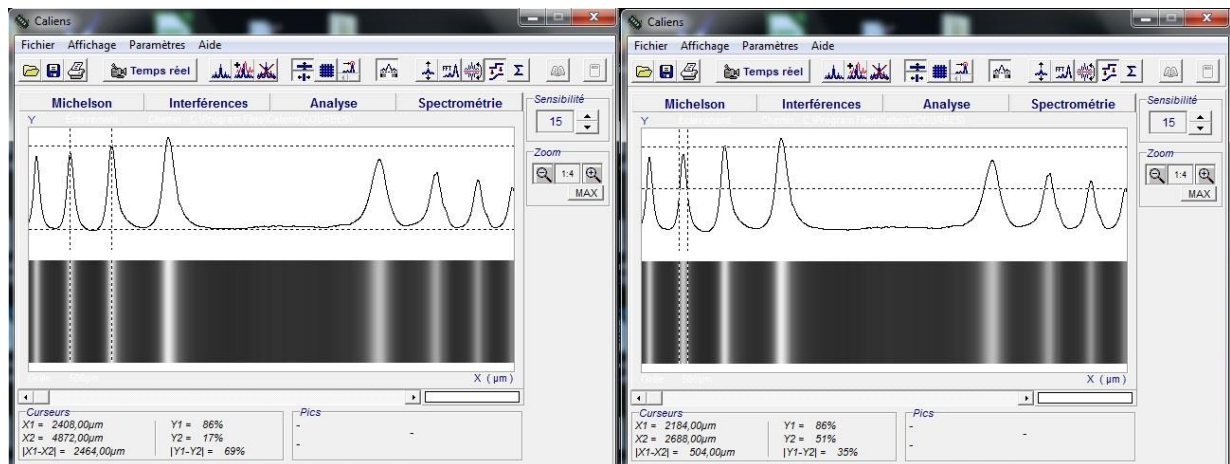 Caliens
Fichier Affichage Paramètres Aide
Temps réel
Michelson Interférences Analyse Spectrométrie
Y
X ( µm )
Sensibilité
15
Zoom
1:4
MAX
Curseurs
X1 = 2408,00µm Y1 = 86%
X2 = 4872,00µm Y2 = 17%
|X1-X2| = 2464,00µm |Y1-Y2| = 69%
Pics
-
-
-
Caliens
Fichier Affichage Paramètres Aide
Temps réel
Michelson Interférences Analyse Spectrométrie
Y
X ( µm )
Sensibilité
15
Zoom
1:4
MAX
Curseurs
X1 = 2184,00µm Y1 = 86%
X2 = 2688,00µm Y2 = 51%
|X1-X2| = 504,00µm |Y1-Y2| = 35%
Pics
-
-
-